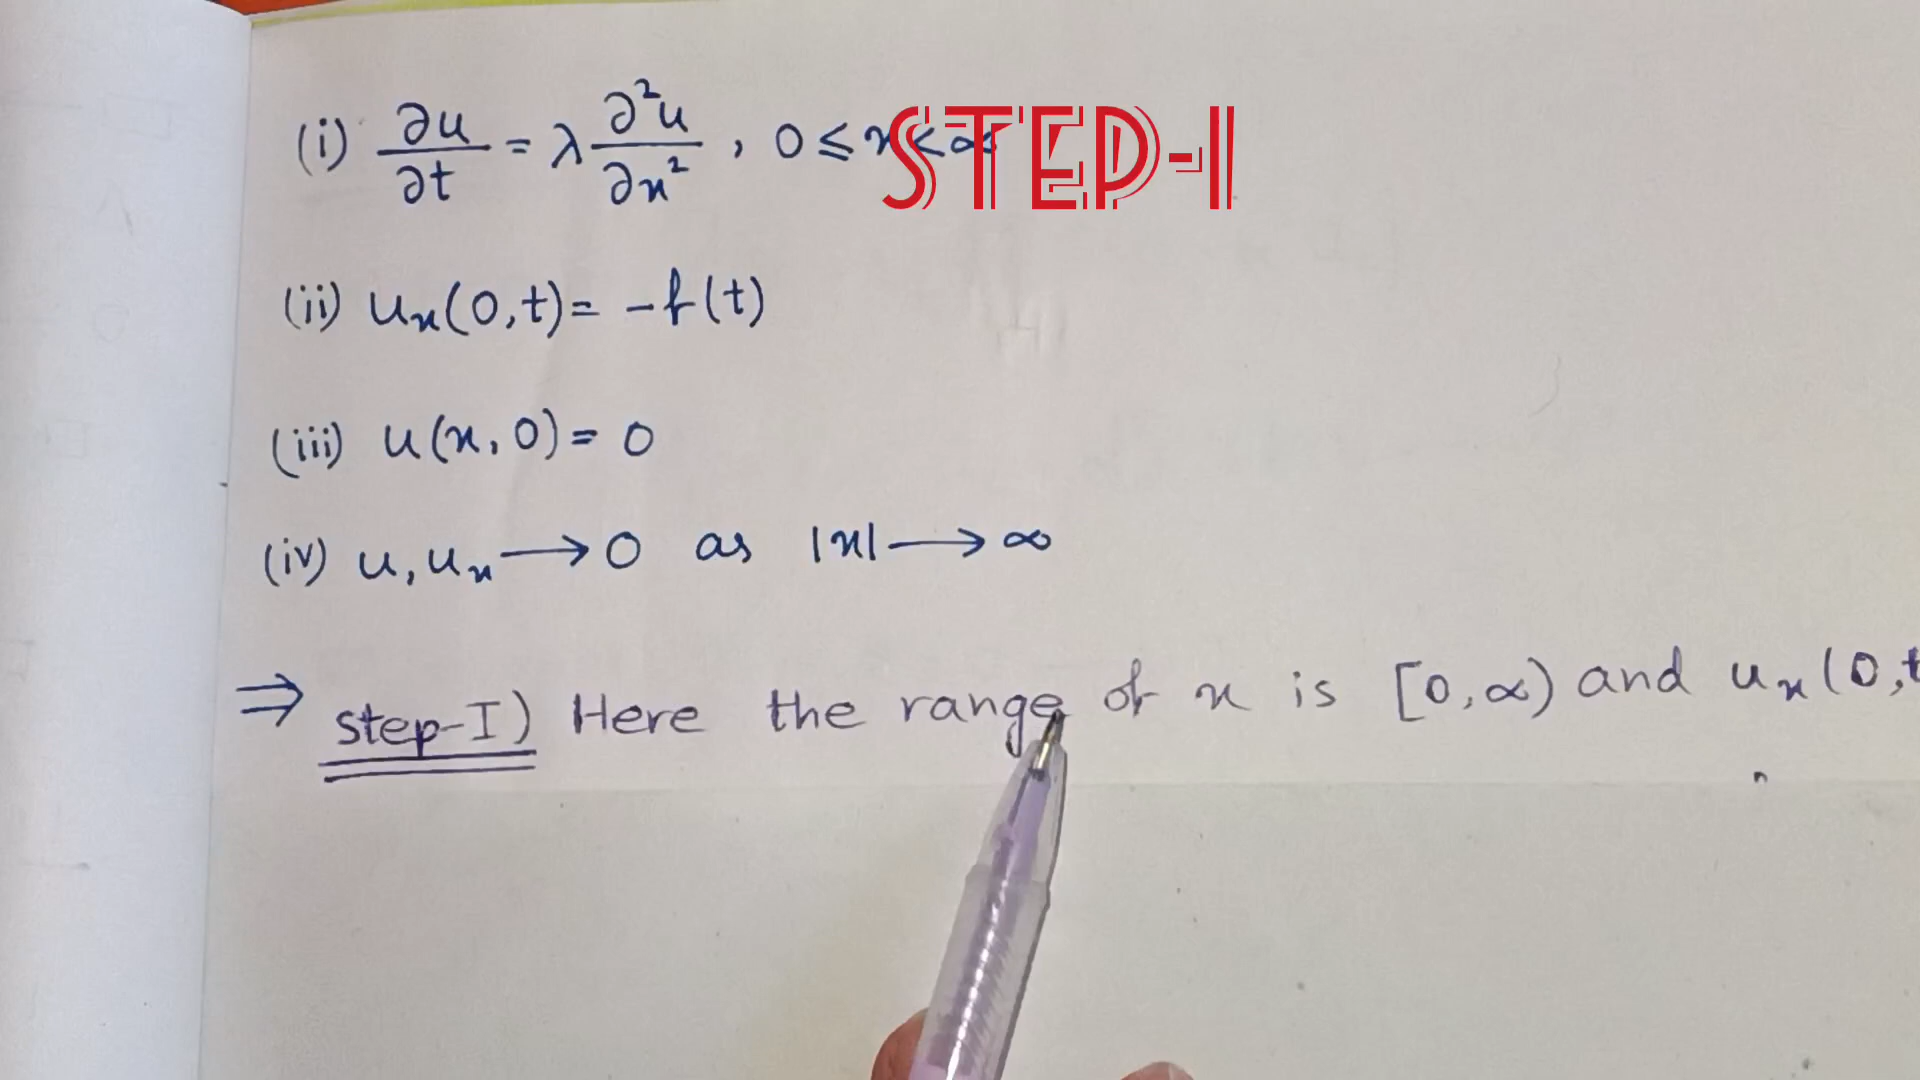 (i) ∂u/∂t = λ ∂²u/∂x², 0 ≤ x < ∞
STEP-I
(ii) uₓ(0,t) = -f(t)
(iii) u(x,0) = 0
(iv) u, uₓ ⟶ 0 as |x| ⟶ ∞
⇒ step-I) Here the range of x is [0,∞) and uₓ(0,t